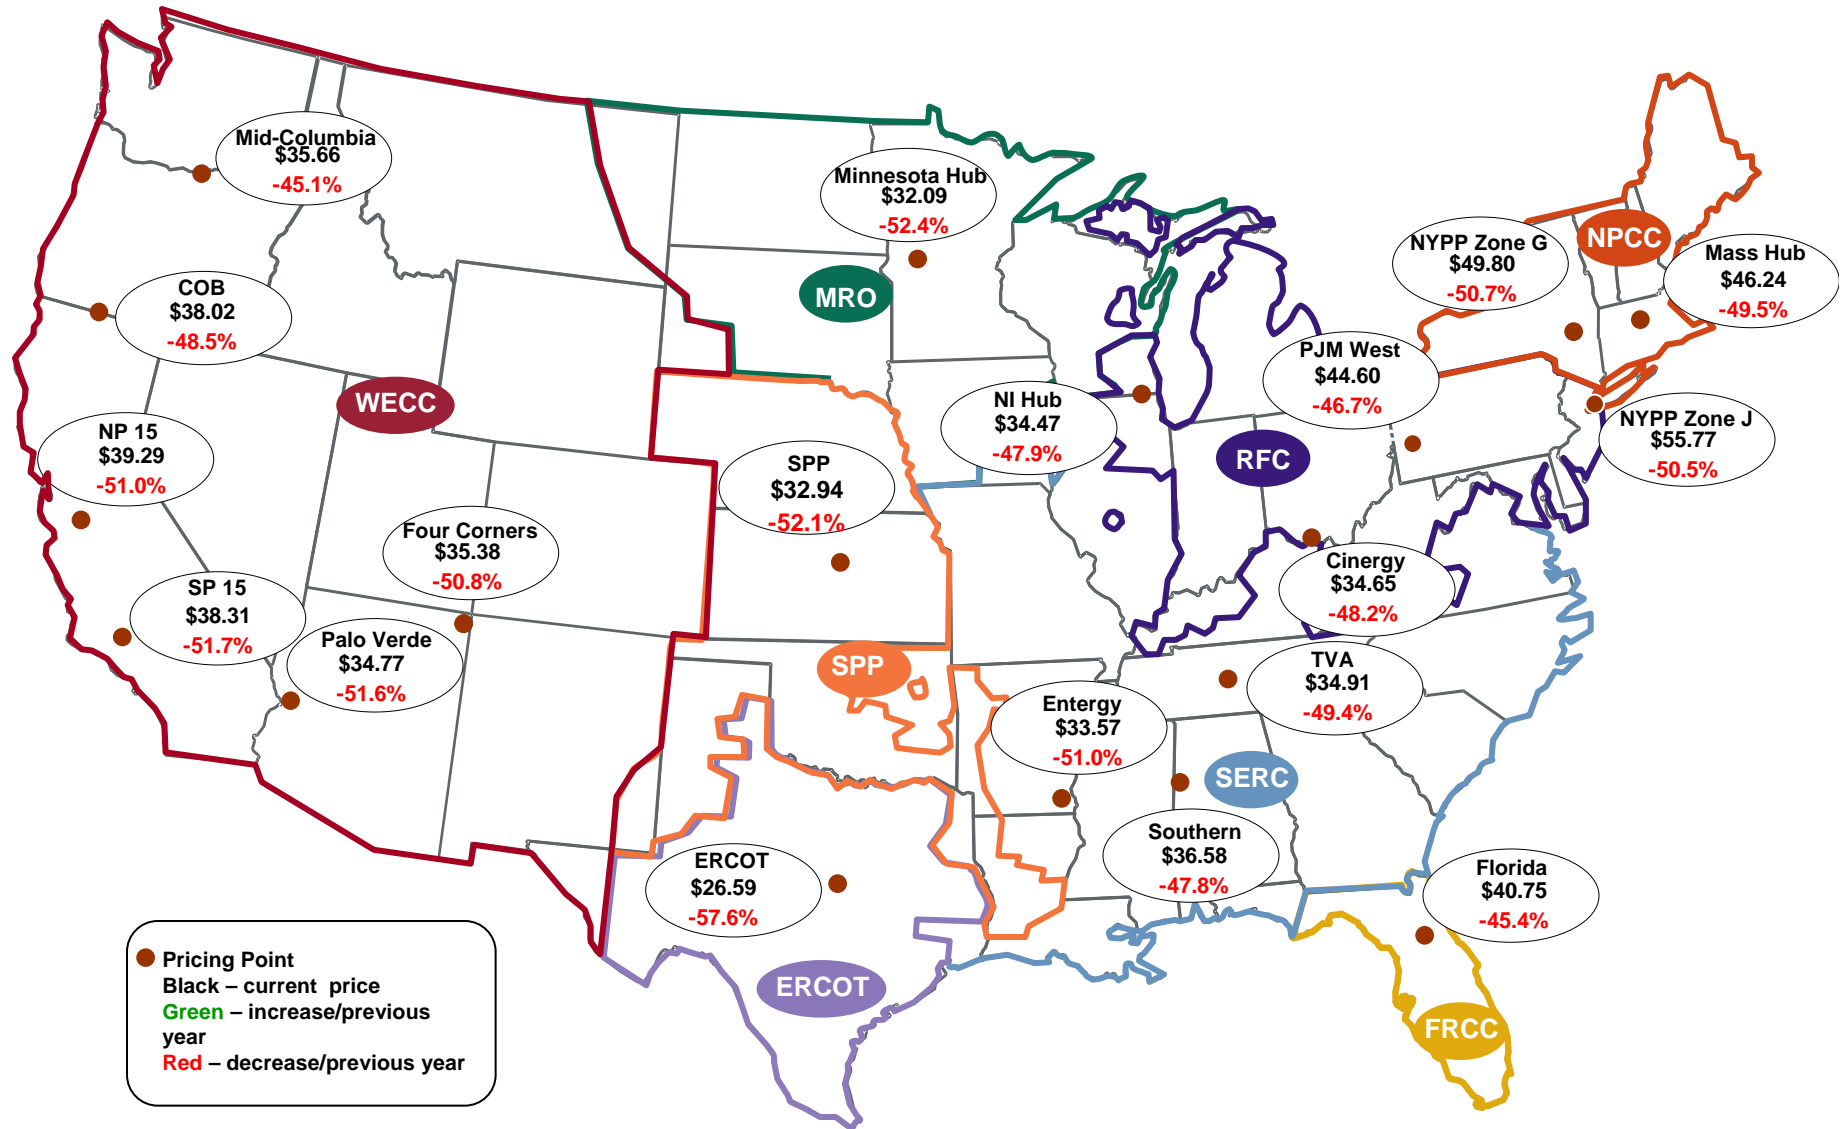 Mid-Columbia
$35.66
-45.1%
Minnesota Hub
$32.09
-52.4%
NYPP Zone G
$49.80
-50.7%
NPCC
Mass Hub
$46.24
-49.5%
COB
$38.02
-48.5%
MRO
PJM West
$44.60
-46.7%
WECC
NI Hub
$34.47
-47.9%
NYPP Zone J
$55.77
-50.5%
NP 15
$39.29
-51.0%
SPP
$32.94
-52.1%
RFC
Four Corners
$35.38
-50.8%
Cinergy
$34.65
-48.2%
SP 15
$38.31
-51.7%
Palo Verde
$34.77
-51.6%
SPP
TVA
$34.91
-49.4%
Entergy
$33.57
-51.0%
SERC
Southern
$36.58
-47.8%
ERCOT
$26.59
-57.6%
Florida
$40.75
-45.4%
ERCOT
FRCC
Pricing Point
Black – current price
Green – increase/previous
year
Red – decrease/previous year